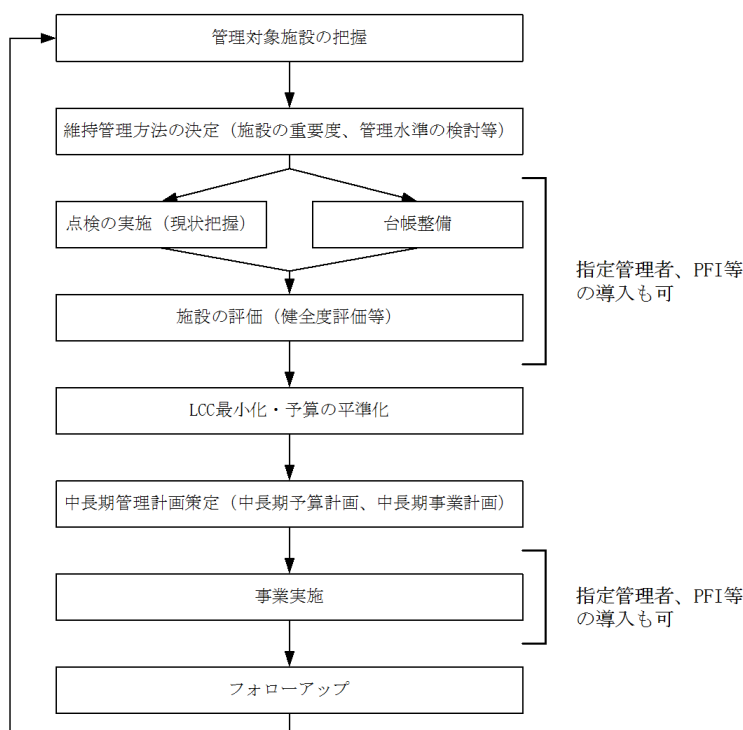 管理対象施設の把握
維持管理方法の決定（施設の重要度、管理水準の検討等）
点検の実施（現状把握）
台帳整備
指定管理者、PFI等
の導入も可
施設の評価（健全度評価等）
LCC最小化・予算の平準化
中長期管理計画策定（中長期予算計画、中長期事業計画）
事業実施
指定管理者、PFI等
の導入も可
フォローアップ